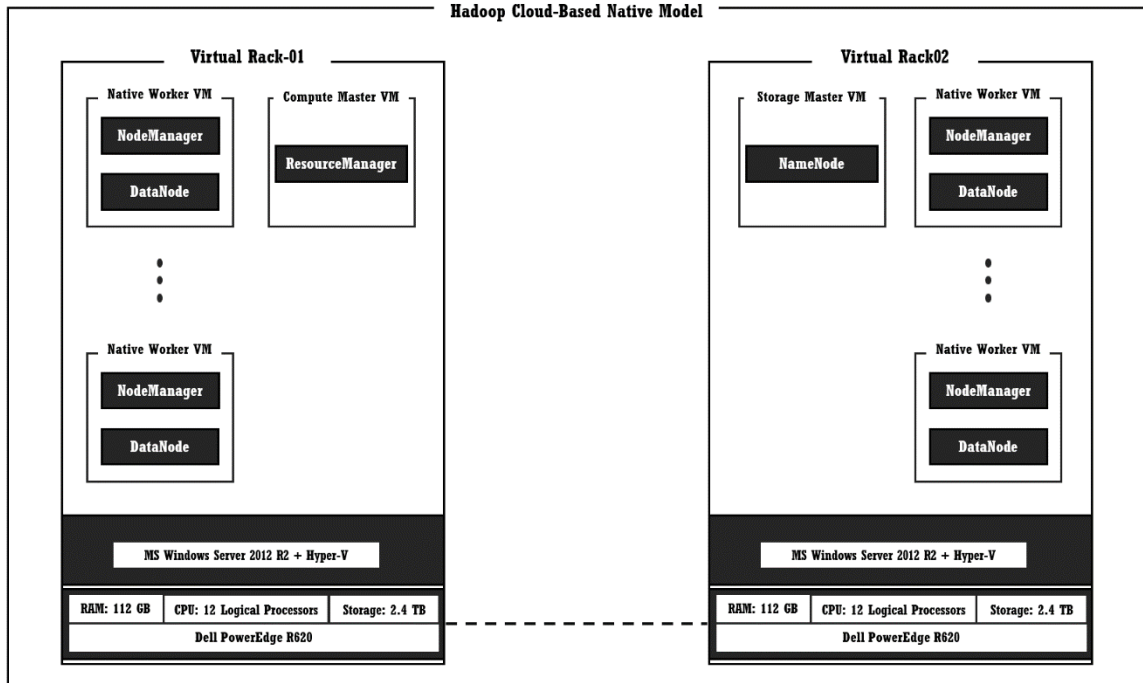 Hadoop Cloud-Based Native Model
Virtual Rack-01
Native Worker VM
NodeManager
DataNode
Compute Master VM
ResourceManager
Native Worker VM
NodeManager
DataNode
MS Windows Server 2012 R2 + Hyper-V
RAM: 112 GB
CPU: 12 Logical Processors
Storage: 2.4 TB
Dell PowerEdge R620
Virtual Rack02
Storage Master VM
NameNode
Native Worker VM
NodeManager
DataNode
Native Worker VM
NodeManager
DataNode
MS Windows Server 2012 R2 + Hyper-V
RAM: 112 GB
CPU: 12 Logical Processors
Storage: 2.4 TB
Dell PowerEdge R620